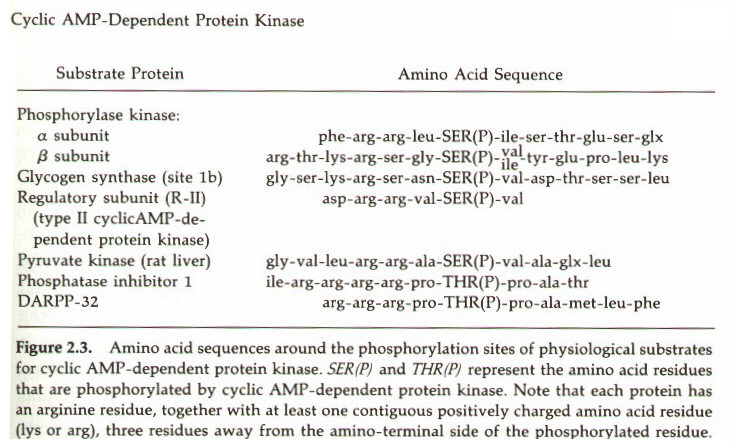 Cyclic AMP-Dependent Protein Kinase
Substrate Protein Amino Acid Sequence
Phosphorylase kinase:
α subunit phe-arg-arg-leu-SER(P)-ile-ser-thr-glu-ser-glx
β subunit arg-thr-lys-arg-ser-gly-SER(P)-val/ile-tyr-glu-pro-leu-lys
Glycogen synthase (site 1b) gly-ser-lys-arg-ser-asn-SER(P)-val-asp-thr-ser-ser-leu
Regulatory subunit (R-II) asp-arg-arg-val-SER(P)-val
(type II cyclicAMP-de-
pendent protein kinase)
Pyruvate kinase (rat liver) gly-val-leu-arg-arg-ala-SER(P)-val-ala-glx-leu
Phosphatase inhibitor 1 ile-arg-arg-arg-arg-pro-THR(P)-pro-ala-thr
DARPP-32 arg-arg-arg-pro-THR(P)-pro-ala-met-leu-phe
Figure 2.3. Amino acid sequences around the phosphorylation sites of physiological substrates
for cyclic AMP-dependent protein kinase. SER(P) and THR(P) represent the amino acid residues
that are phosphorylated by cyclic AMP-dependent protein kinase. Note that each protein has
an arginine residue, together with at least one contiguous positively charged amino acid residue
(lys or arg), three residues away from the amino-terminal side of the phosphorylated residue.